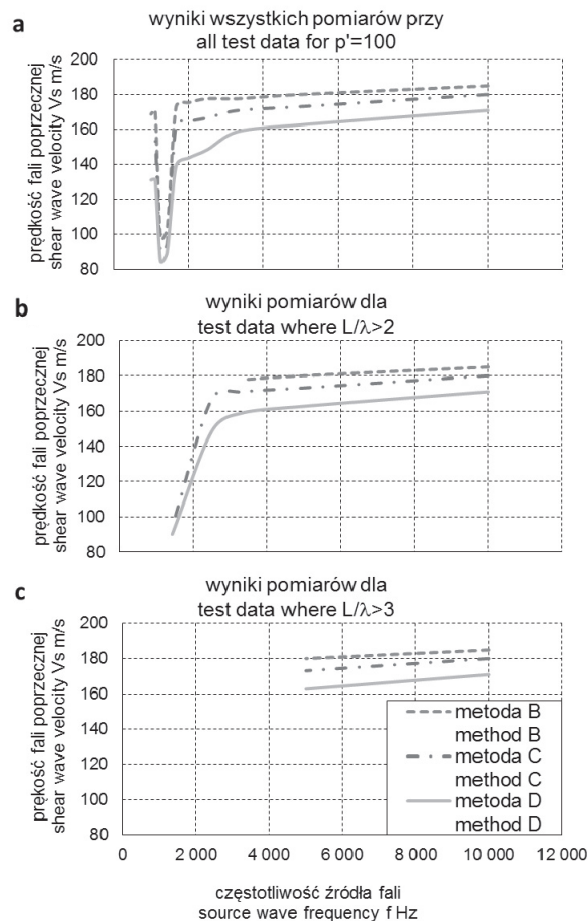 a
wyniki wszystkich pomiarów przy
all test data for p'=100
prędkość fali poprzecznej
shear wave velocity Vs m/s
200
180
160
140
120
100
80
b
wyniki pomiarów dla
test data where L/λ>2
prędkość fali poprzecznej
shear wave velocity Vs m/s
200
180
160
140
120
100
80
c
wyniki pomiarów dla
test data where L/λ>3
prękość fali poprzecznej
shear wave velocity Vs m/s
200
180
160
140
120
100
80
metoda B
method B
metoda C
method C
metoda D
method D
0 2 000 4 000 6 000 8 000 10 000 12 000
częstotliwość źródła fali
source wave frequency f Hz